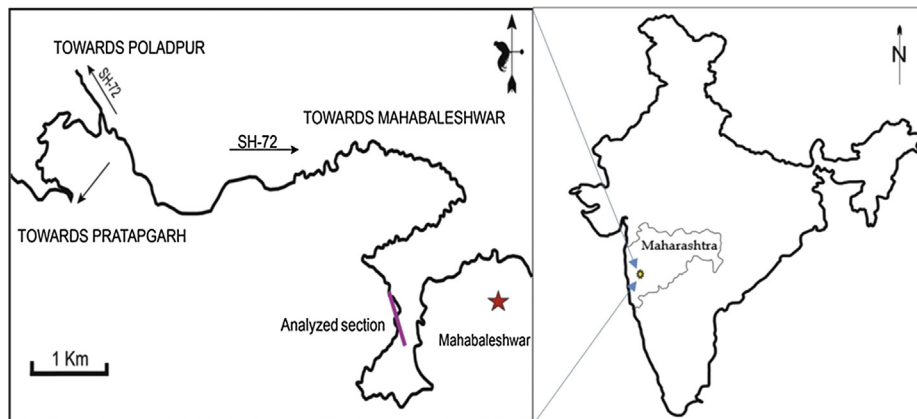 TOWARDS POLADPUR
SH-72
TOWARDS MAHABALESHWAR
SH-72
TOWARDS PRATAPGARH
Analyzed section
Mahabaleshwar
1 Km
N
Maharashtra